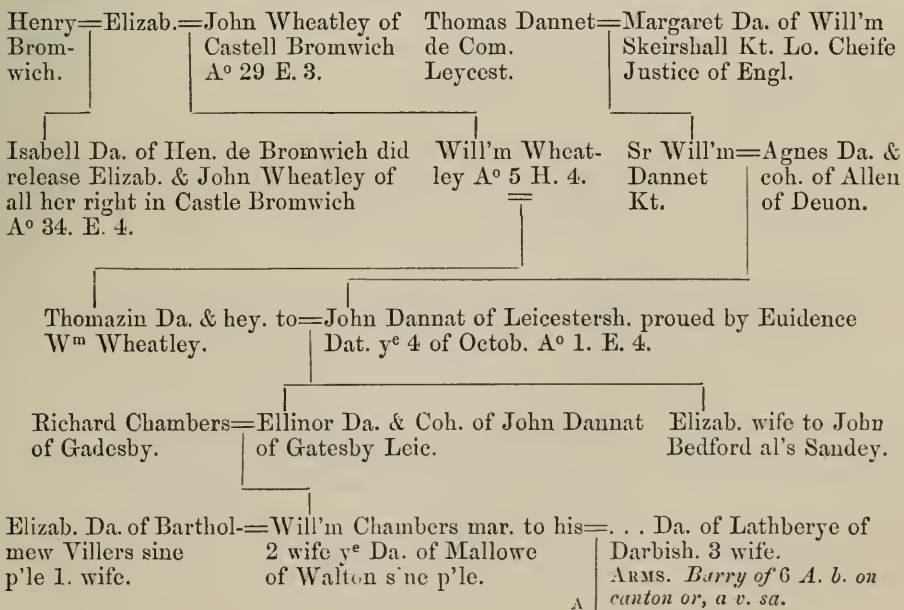 Henry=Elizab.=John Wheatley of
Brom-
wich.
Castell Bromwich
Aº 29 E. 3.
Thomas Dannet=Margaret Da. of Will'm
de Com.
Leycest.
Skeirshall Kt. Lo. Cheife
Justice of Engl.
Isabell Da. of Hen. de Bromwich did
release Elizab. & John Wheatley of
all her right in Castle Bromwich
Aº 34. E. 4.
Will'm Wheat-
ley Aº 5 H. 4.
Sr Will'm=Agnes Da. &
Dannet
Kt.
coh. of Allen
of Deuon.
Thomazin Da. & hey. to=John Dannat of Leicestersh. proued by Euidence
Wᵐ Wheatley.
Dat. yᵉ 4 of Octob. Aº 1. E. 4.
Richard Chambers=Ellinor Da. & Coh. of John Dannat
of Gadesby.
of Gatesby Leic.
Elizab. wife to John
Bedford al's Sandey.
Elizab. Da. of Barthol-=Will'm Chambers mar. to his=. . . Da. of Lathberye of
mew Villers sine
p'le 1. wife.
2 wife yᵉ Da. of Mallowe
of Walton sine p'le.
Darbish. 3 wife.
ARMS. Barry of 6 A. b. on
canton or, a v. sa.
A